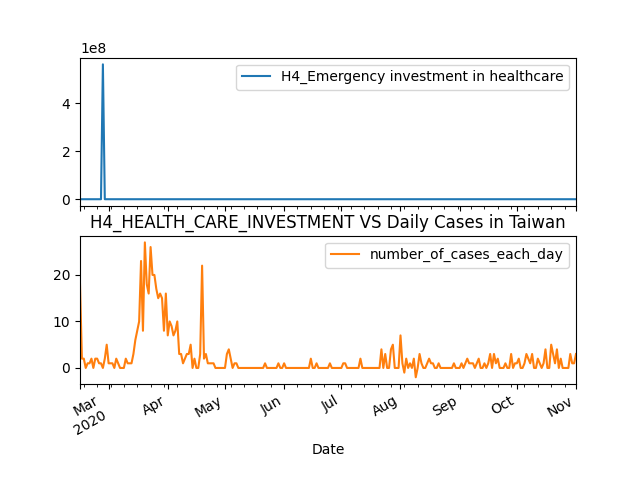 1e8
H4_Emergency investment in healthcare
4
2
0
H4_HEALTH_CARE_INVESTMENT VS Daily Cases in Taiwan
number_of_cases_each_day
20
10
0
Mar
2020
Apr
May
Jun
Jul
Aug
Sep
Oct
Nov
Date